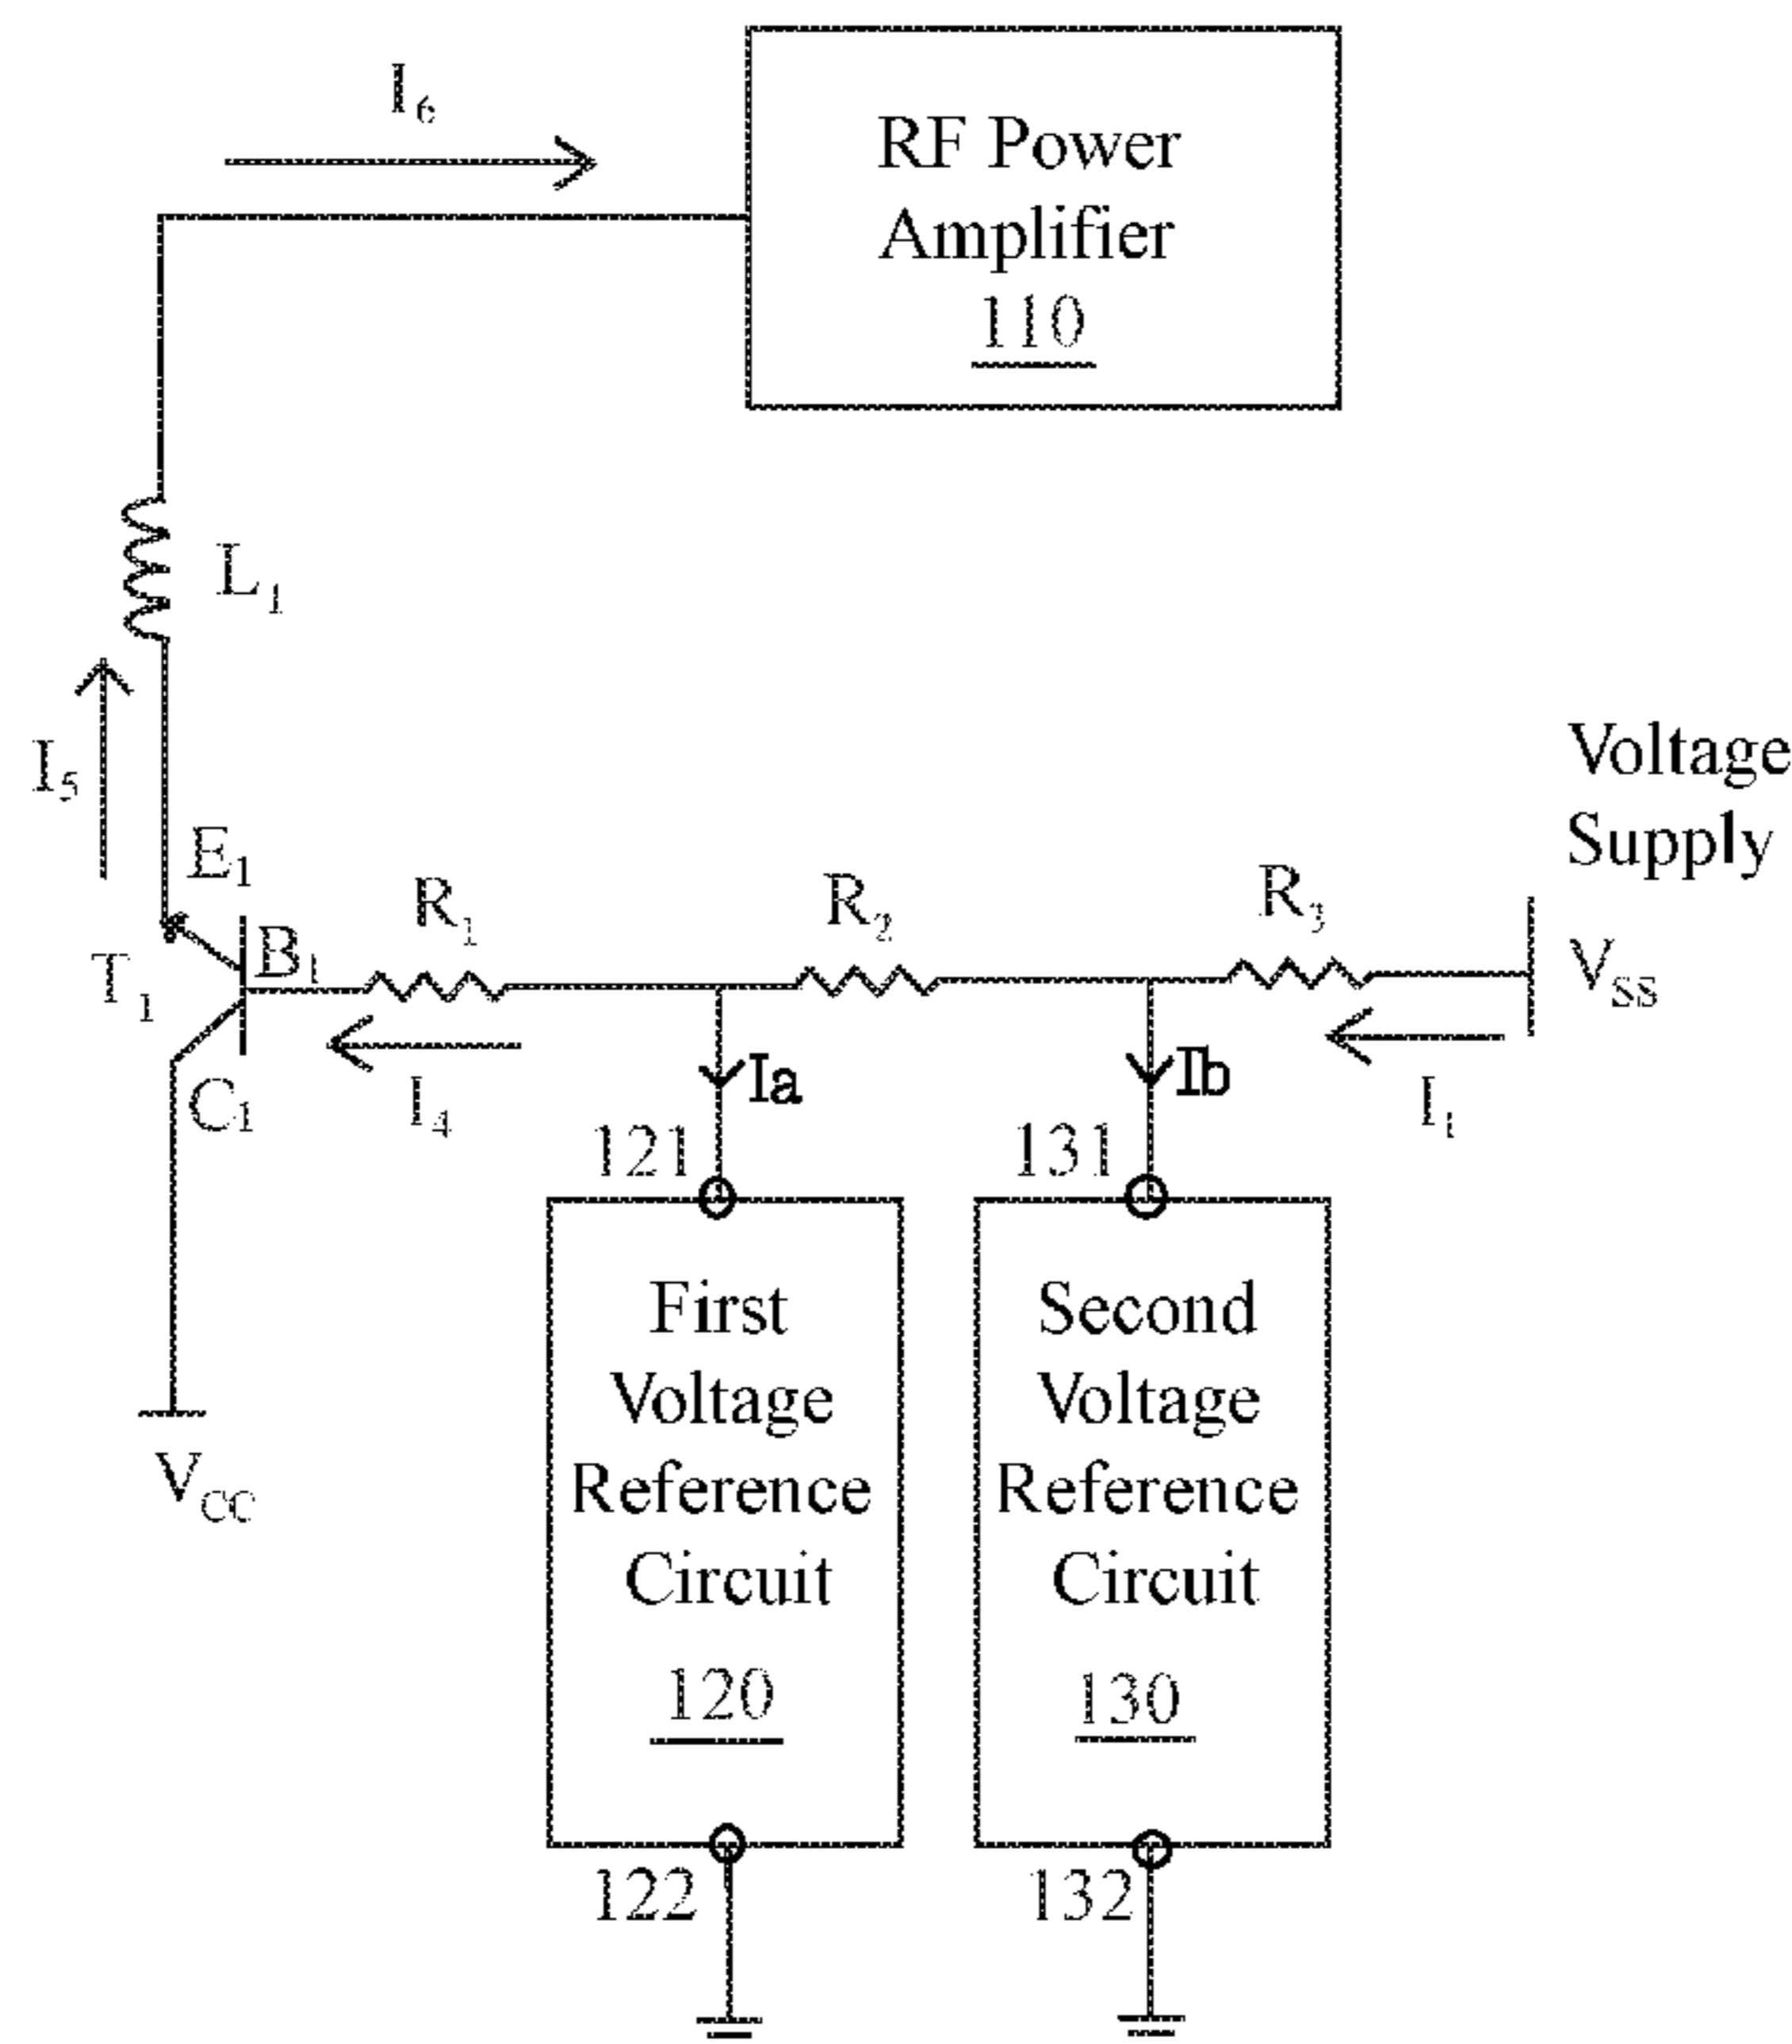 I6
RF Power
Amplifier
110
L1
I5
Voltage
Supply
E1
R1
R2
R3
T1
B1
VSS
C1
I4
Ia
Ib
I1
121
131
First
Voltage
Reference
Circuit
120
Second
Voltage
Reference
Circuit
130
VCC
122
132